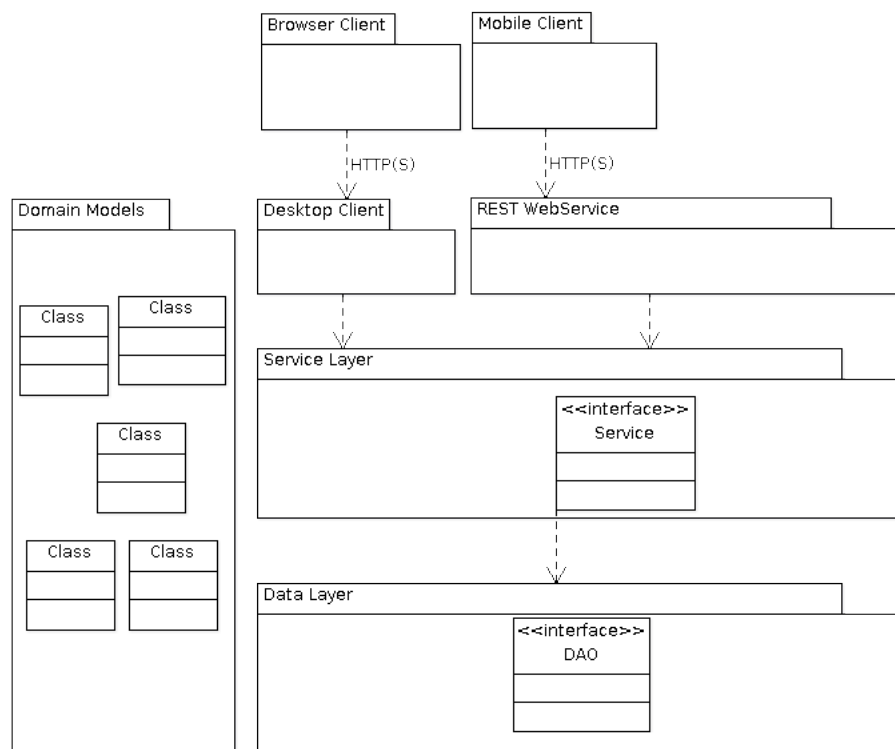 Browser Client
Mobile Client
HTTP(S)
HTTP(S)
Domain Models
Desktop Client
REST WebService
Class
Class
Class
Class
Class
Service Layer
<<interface>>
Service
Data Layer
<<interface>>
DAO